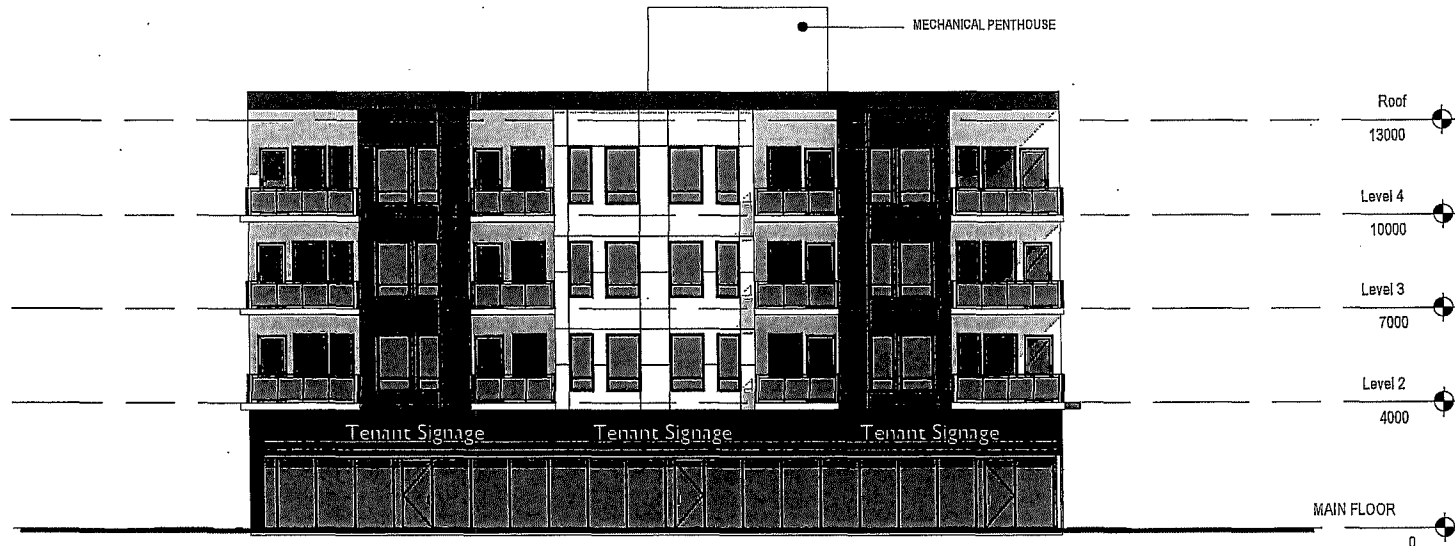 MECHANICAL PENTHOUSE
Roof
13000
Level 4
10000
Level 3
7000
Level 2
4000
Tenant Signage Tenant Signage Tenant Signage
MAIN FLOOR
0